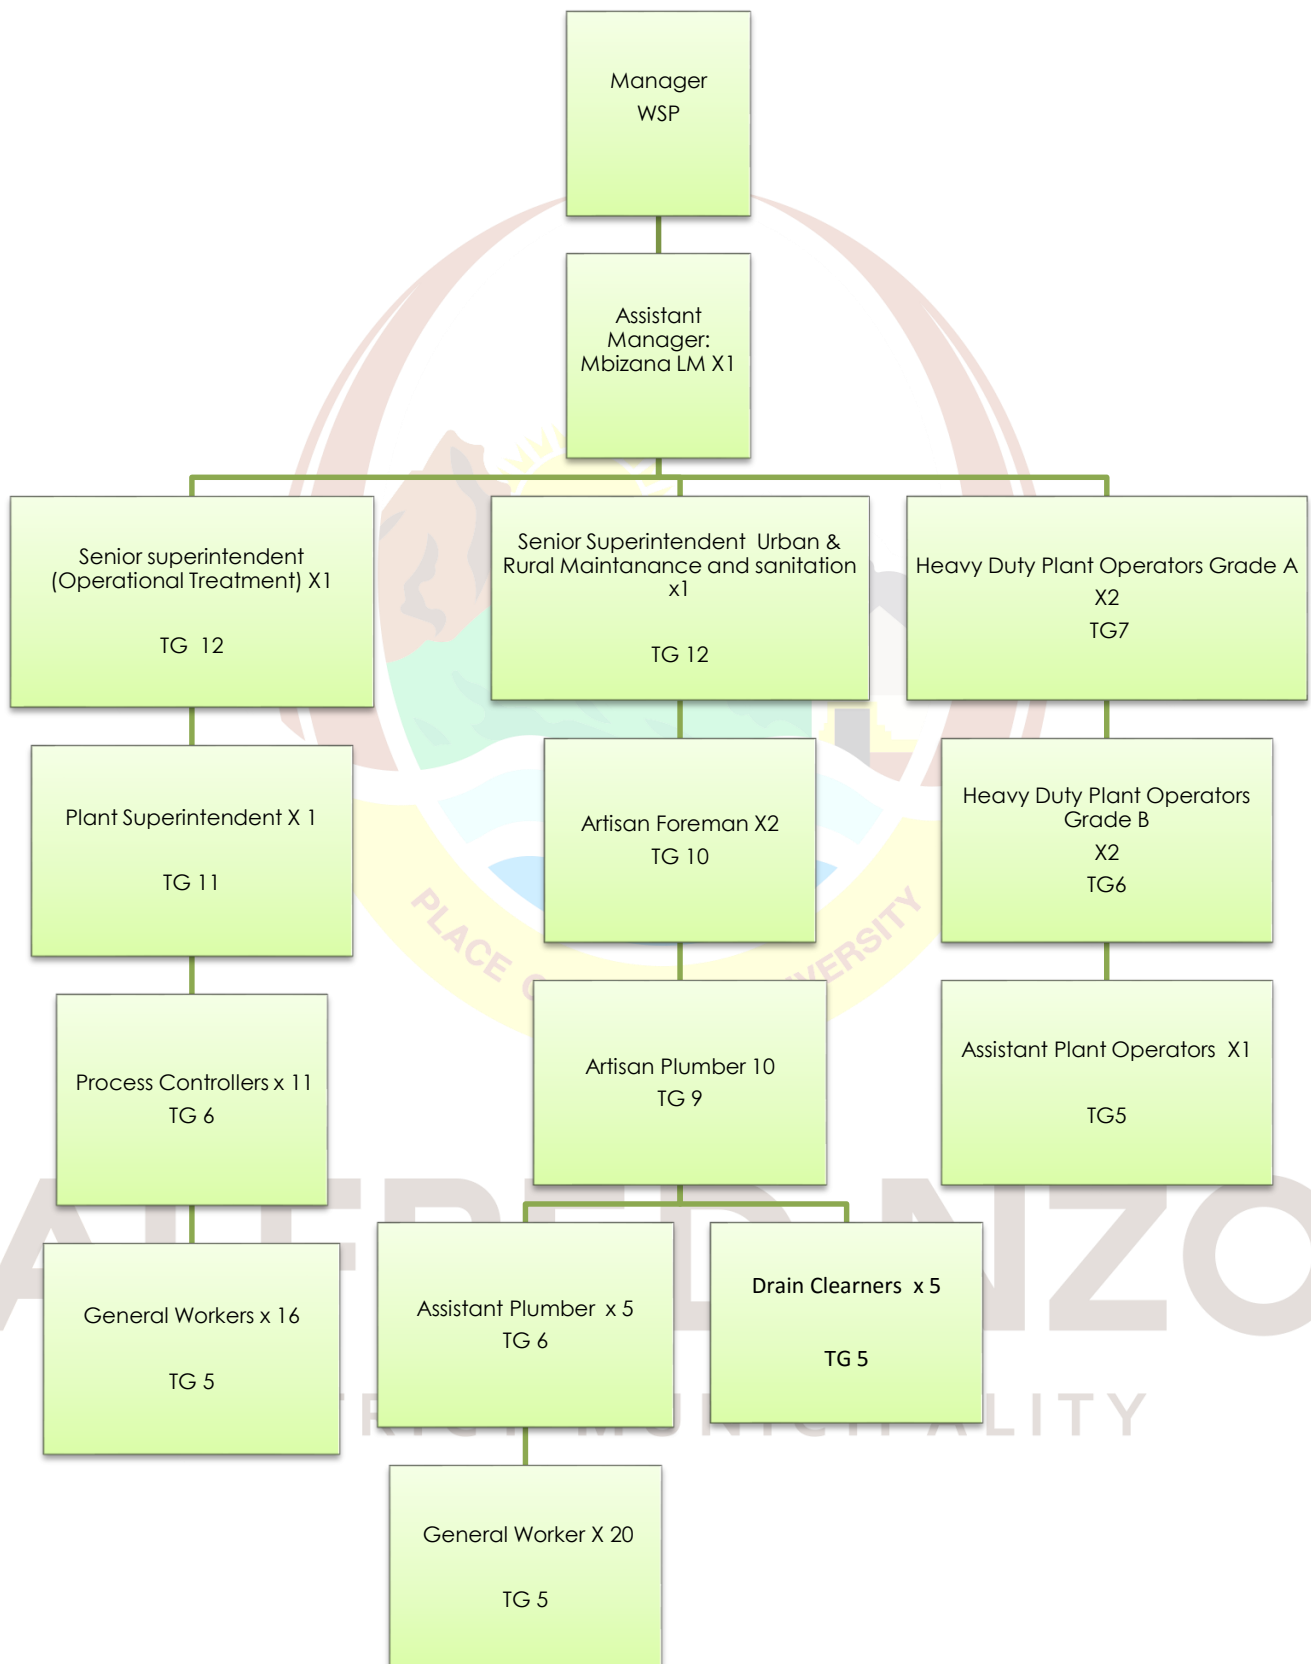 Manager
WSP
Assistant
Manager:
Mbizana LM X1
Senior superintendent
(Operational Treatment) X1
TG 12
Senior Superintendent Urban &
Rural Maintanance and sanitation
x1
TG 12
Heavy Duty Plant Operators Grade A
X2
TG7
Plant Superintendent X 1
TG 11
Artisan Foreman X2
TG 10
Heavy Duty Plant Operators
Grade B
X2
TG6
Process Controllers x 11
TG 6
Artisan Plumber 10
TG 9
Assistant Plant Operators X1
TG5
General Workers x 16
TG 5
Assistant Plumber x 5
TG 6
Drain Clearners x 5
TG 5
General Worker X 20
TG 5
PLACE
NZO